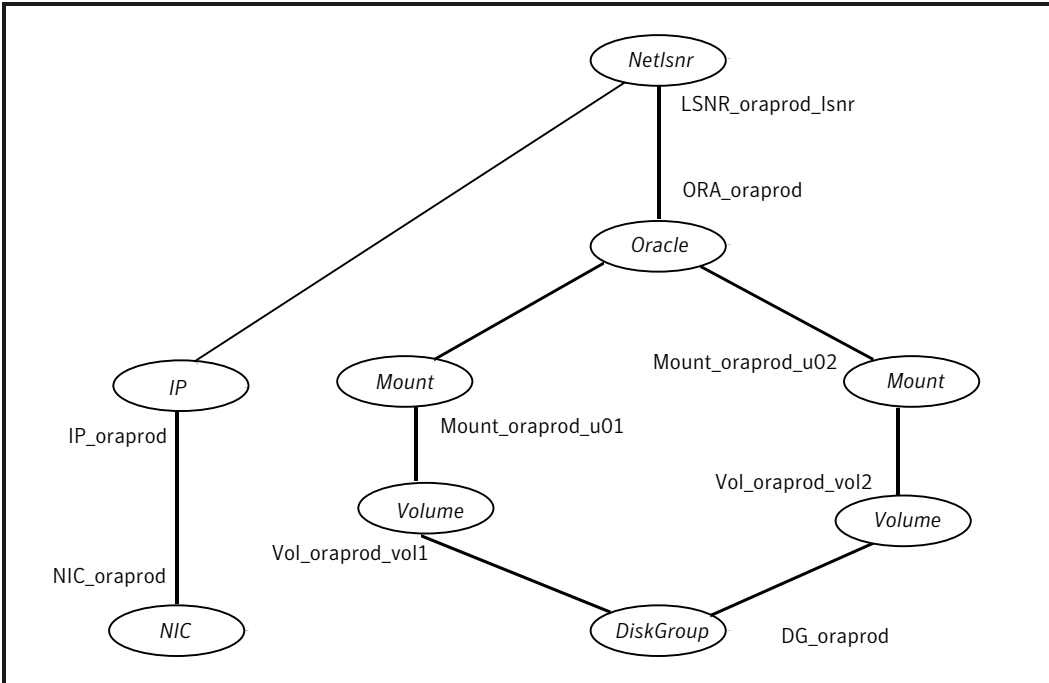 Netlsnr
LSNR_oraprod_lsnr
ORA_oraprod
Oracle
Mount_oraprod_u02
IP
Mount
Mount
IP_oraprod
Mount_oraprod_u01
Vol_oraprod_vol2
Volume
Volume
Vol_oraprod_vol1
NIC_oraprod
NIC
DiskGroup
DG_oraprod